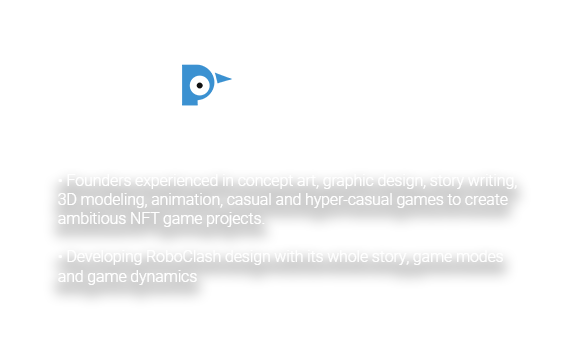 • Founders experienced in concept art, graphic design, story writing,
3D modeling, animation, casual and hyper-casual games to create
ambitious NFT game projects.
• Developing RoboClash design with its whole story, game modes
and game dynamics